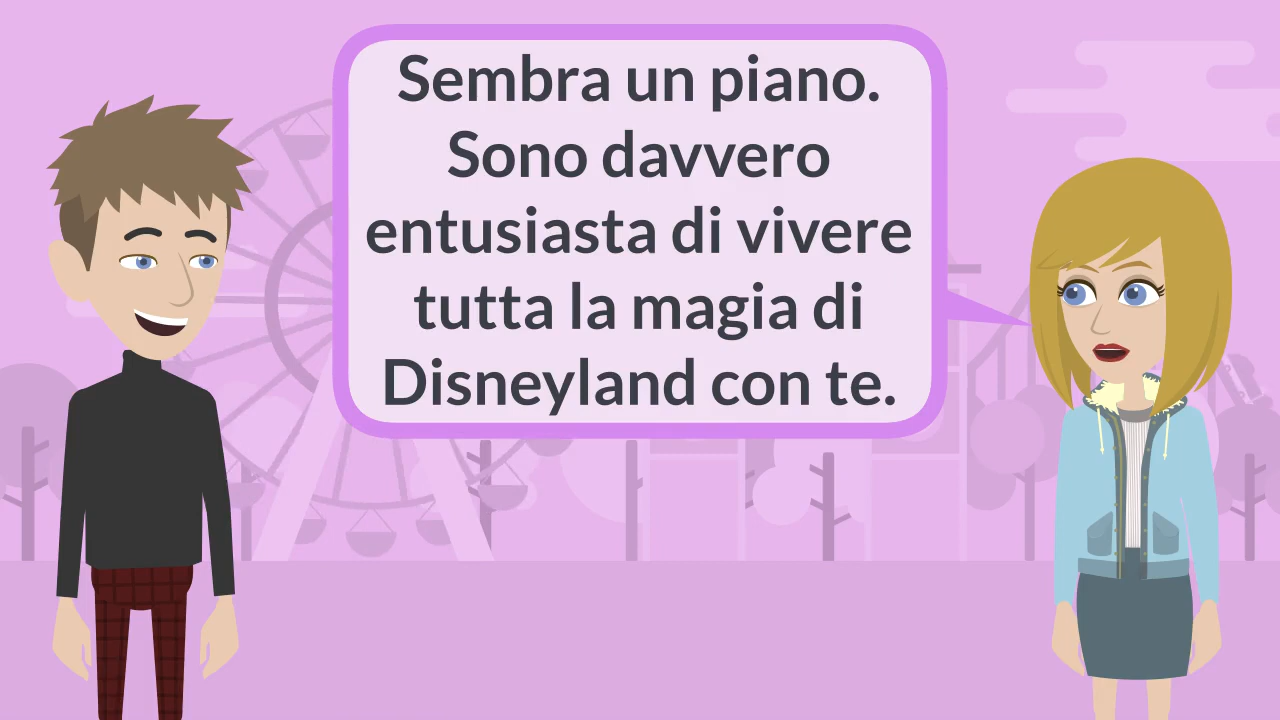 Sembra un piano.
Sono davvero
entusiasta di vivere
tutta la magia di
Disneyland con te.